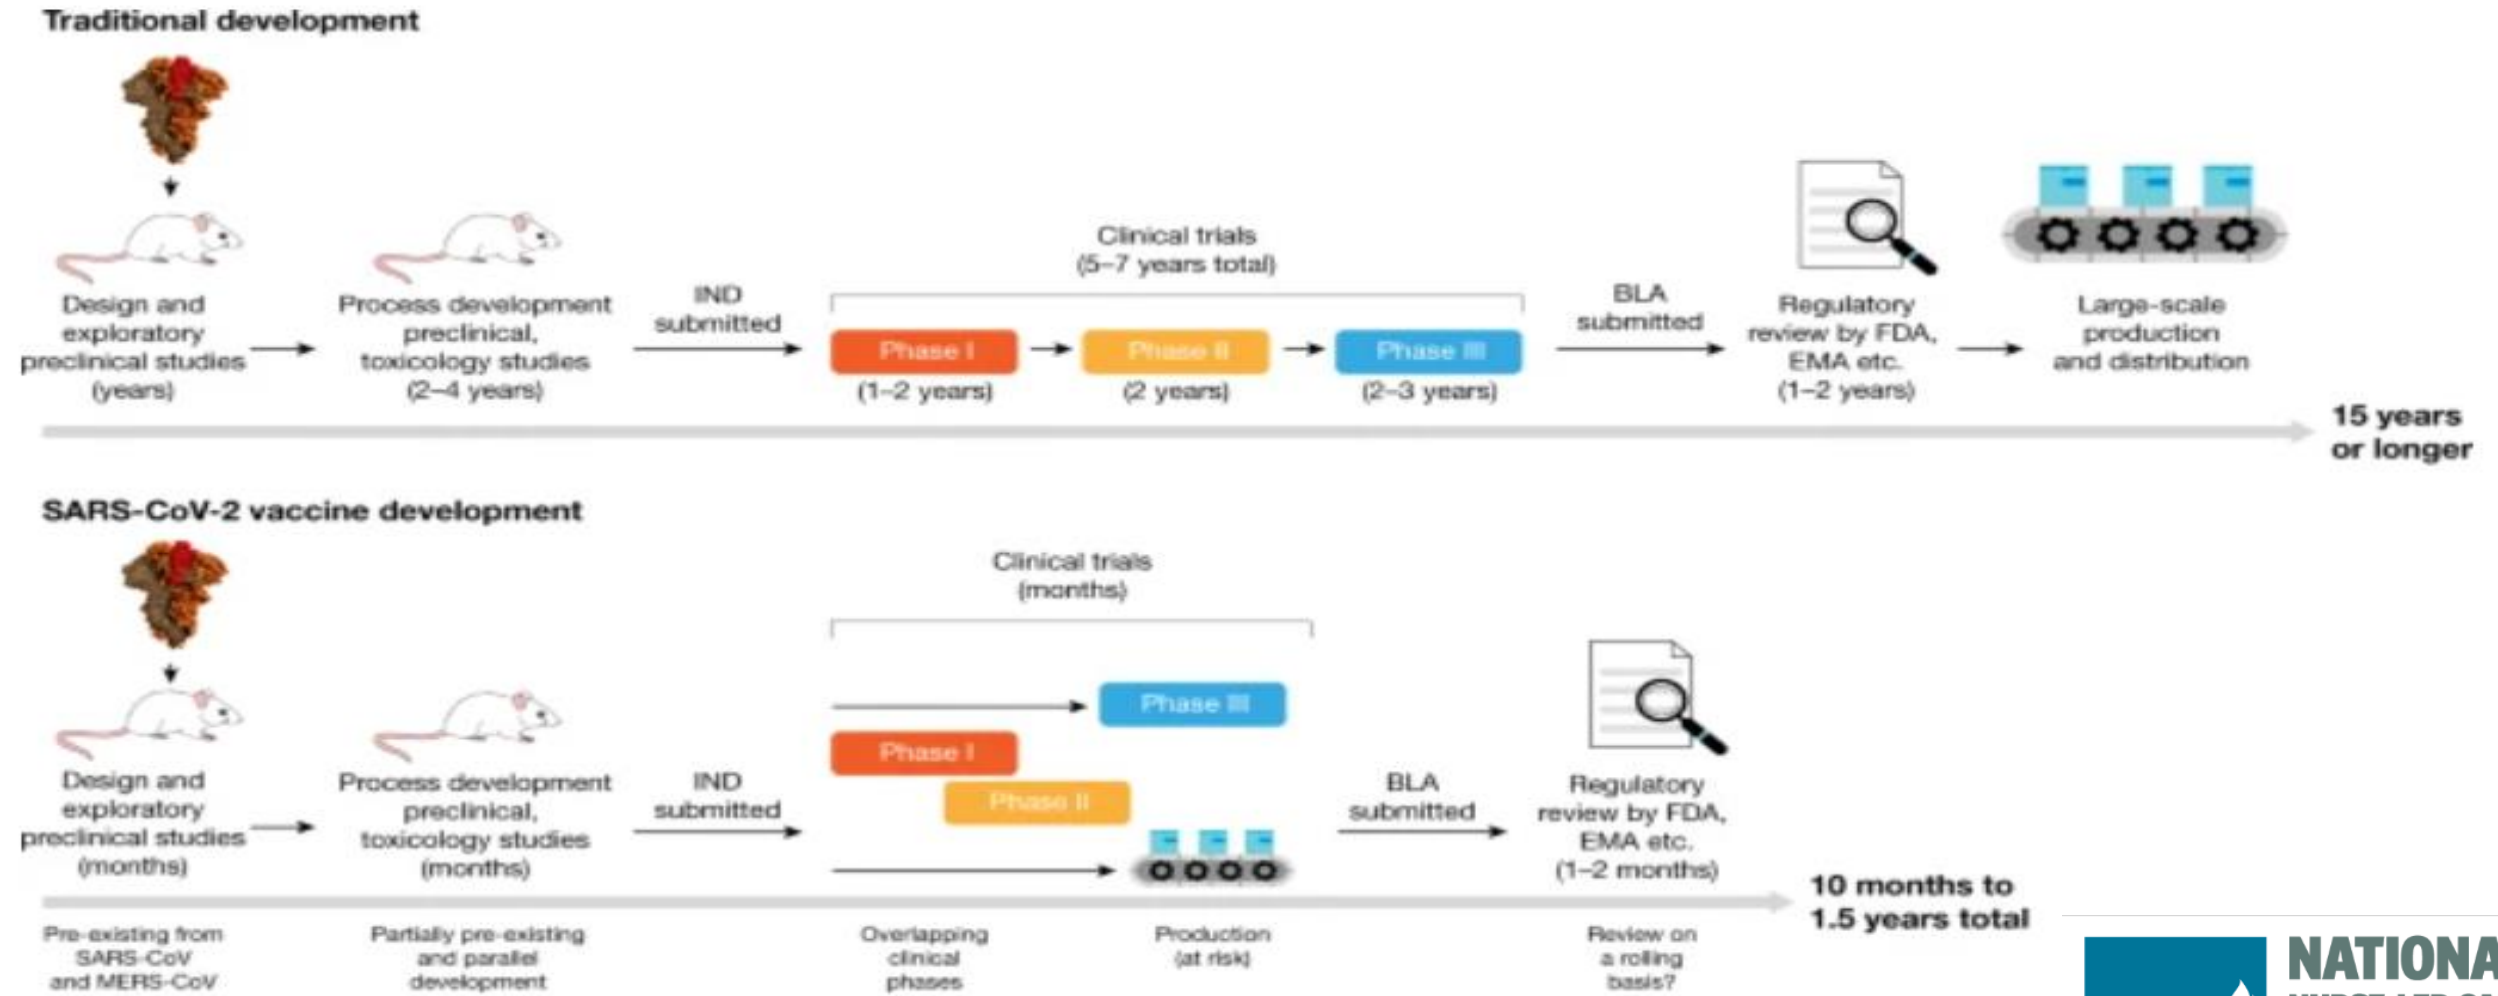 Traditional development
Design and
exploratory
preclinical studies
(years)
Process development
preclinical,
toxicology studies
(2–4 years)
IND
submitted
Clinical trials
(5–7 years total)
Phase I
(1–2 years)
Phase II
(2 years)
Phase III
(2–3 years)
BLA
submitted
Regulatory
review by FDA,
EMA etc.
(1–2 years)
Large-scale
production
and distribution
15 years
or longer
SARS-CoV-2 vaccine development
Design and
exploratory
preclinical studies
(months)
Process development
preclinical,
toxicology studies
(months)
IND
submitted
Clinical trials
(months)
Phase III
Phase I
Phase II
BLA
submitted
Regulatory
review by FDA,
EMA etc.
(1–2 months)
10 months to
1.5 years total
Pre-existing from
SARS-CoV
and MERS-CoV
Partially pre-existing
and parallel
development
Overlapping
clinical
phases
Production
(at risk)
Review on
a rolling
basis?
NATIONA